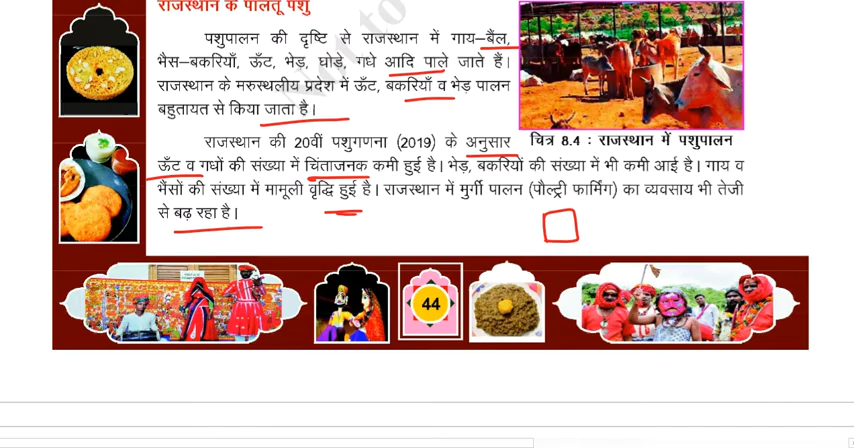 राजस्थान के पालतू पशु
पशुपालन की दृष्टि से राजस्थान में गाय–बैल,
भैस–बकरियाँ, ऊँट, भेड़, घोड़े, गधे आदि पाले जाते हैं।
राजस्थान के मरुस्थलीय प्रदेश में ऊँट, बकरियाँ व भेड़ पालन
बहुतायत से किया जाता है।
चित्र 8.4 : राजस्थान में पशुपालन
राजस्थान की 20वीं पशुगणना (2019) के अनुसार
ऊँट व गधों की संख्या में चिंताजनक कमी हुई है। भेड़, बकरियों की संख्या में भी कमी आई है। गाय व
भैंसों की संख्या में मामूली वृद्धि हुई है। राजस्थान में मुर्गी पालन (पौल्ट्री फार्मिंग) का व्यवसाय भी तेजी
से बढ़ रहा है।
44